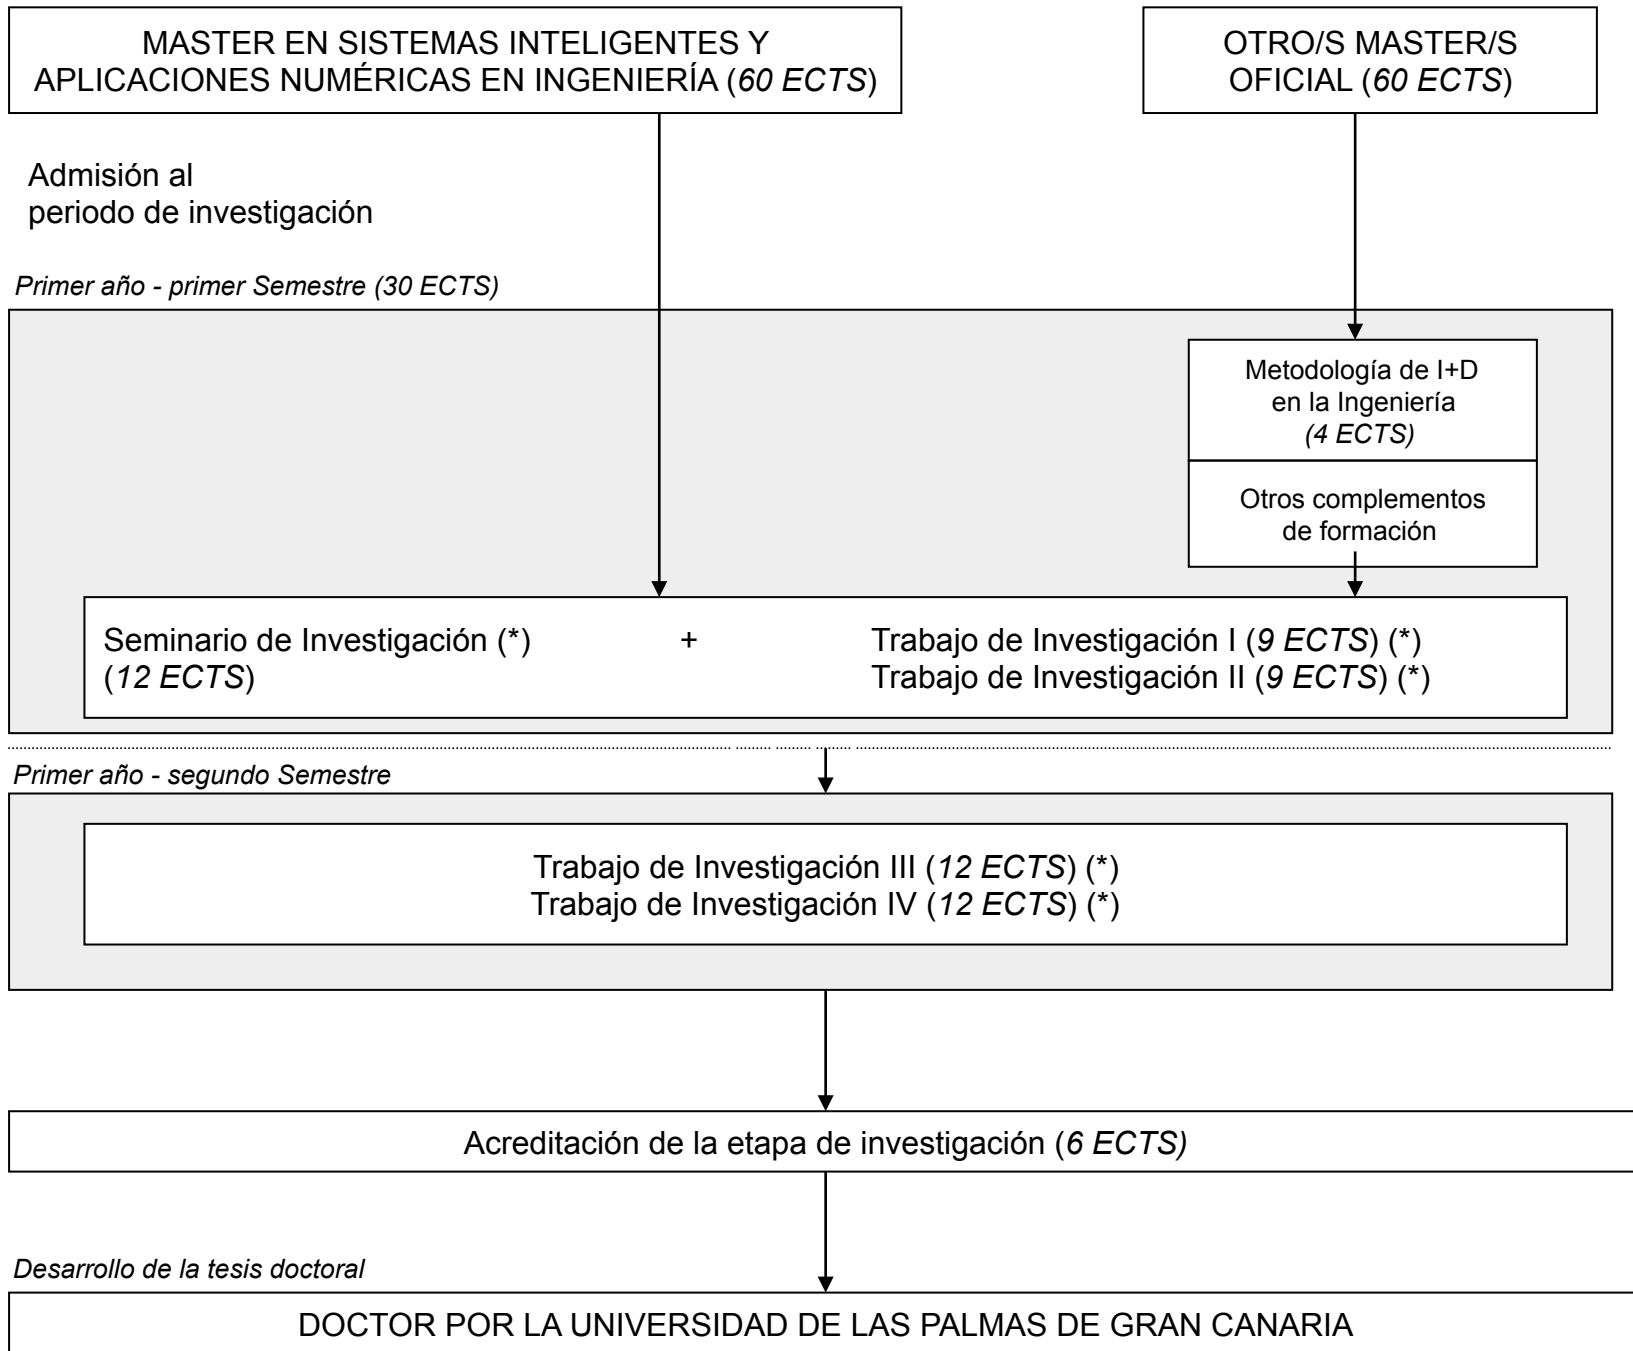 MASTER EN SISTEMAS INTELIGENTES Y
APLICACIONES NUMÉRICAS EN INGENIERÍA (60 ECTS)
OTRO/S MASTER/S
OFICIAL (60 ECTS)
Admisión al
periodo de investigación
Primer año - primer Semestre (30 ECTS)
Metodología de I+D
en la Ingeniería
(4 ECTS)
Otros complementos
de formación
Seminario de Investigación (*)
(12 ECTS)
+
Trabajo de Investigación I (9 ECTS) (*)
Trabajo de Investigación II (9 ECTS) (*)
Primer año - segundo Semestre
Trabajo de Investigación III (12 ECTS) (*)
Trabajo de Investigación IV (12 ECTS) (*)
Acreditación de la etapa de investigación (6 ECTS)
Desarrollo de la tesis doctoral
DOCTOR POR LA UNIVERSIDAD DE LAS PALMAS DE GRAN CANARIA